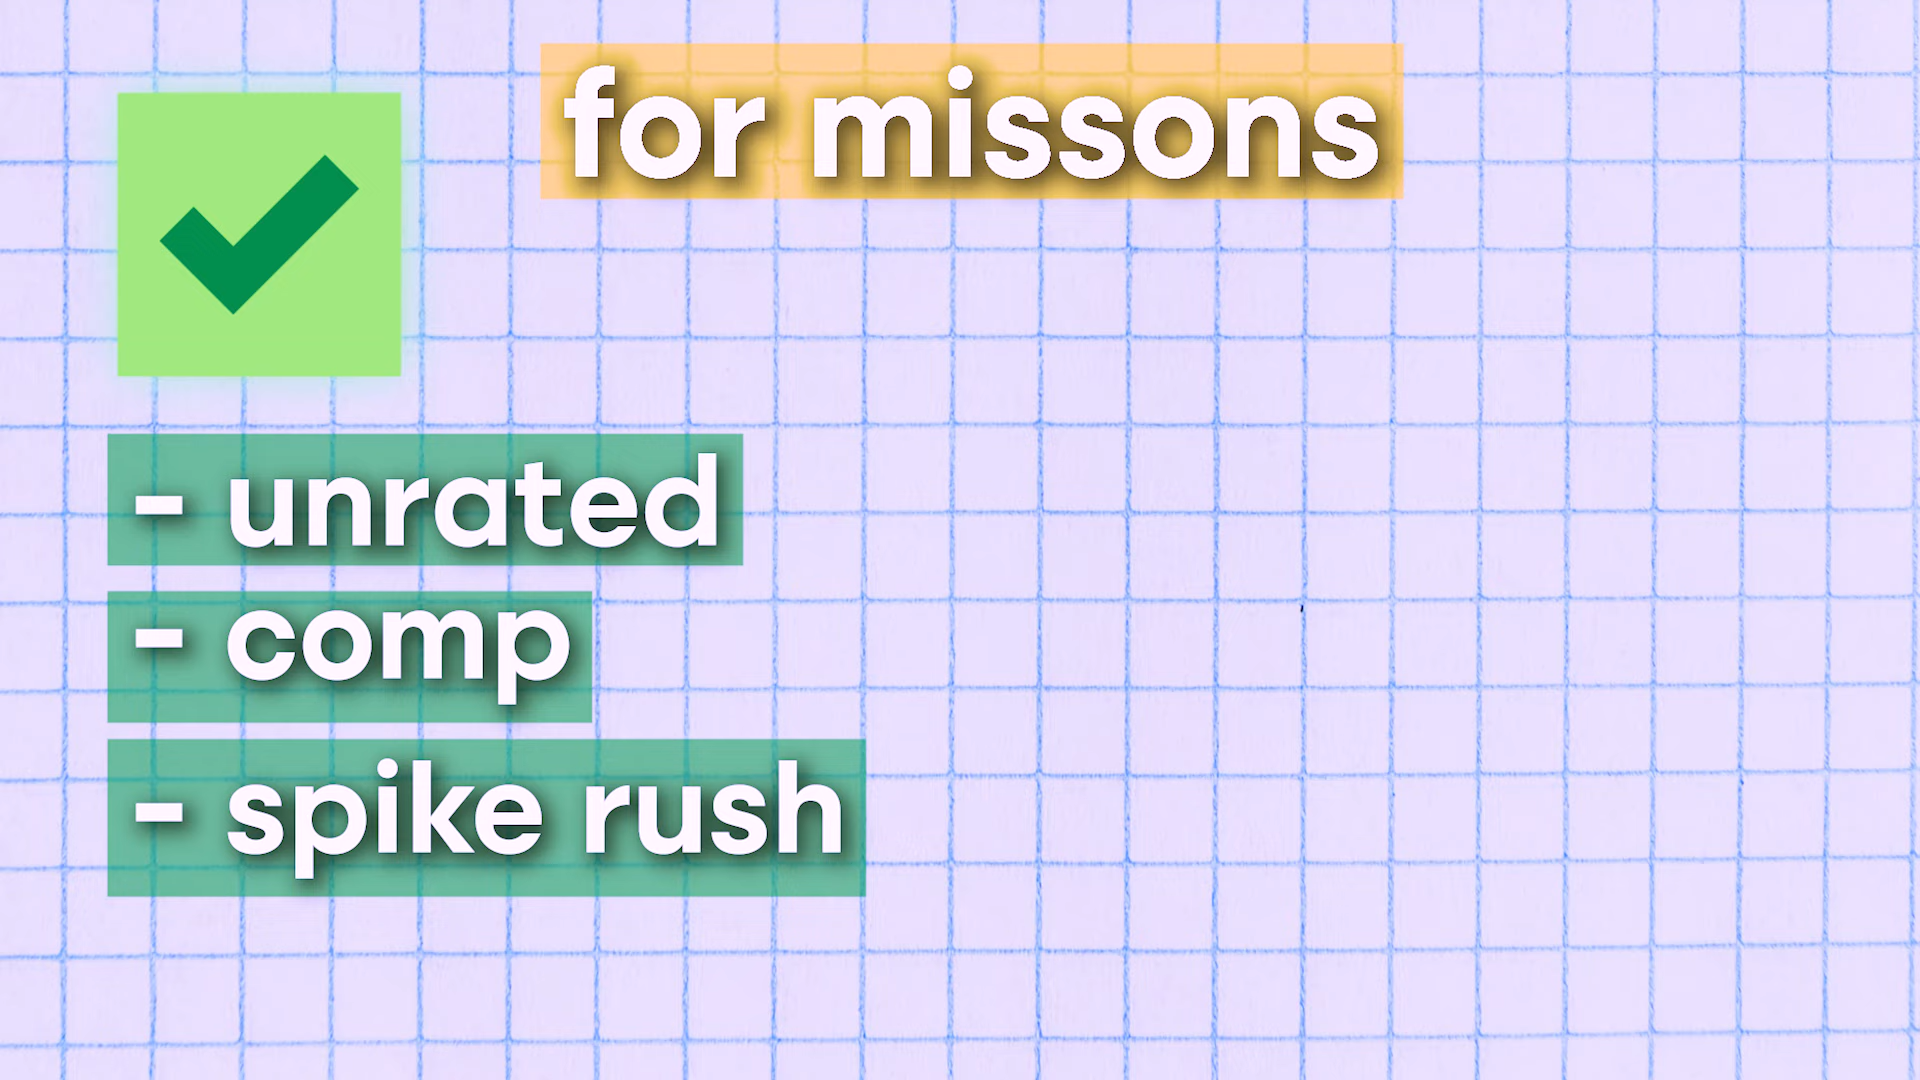 for missons
- unrated
- comp
- spike rush